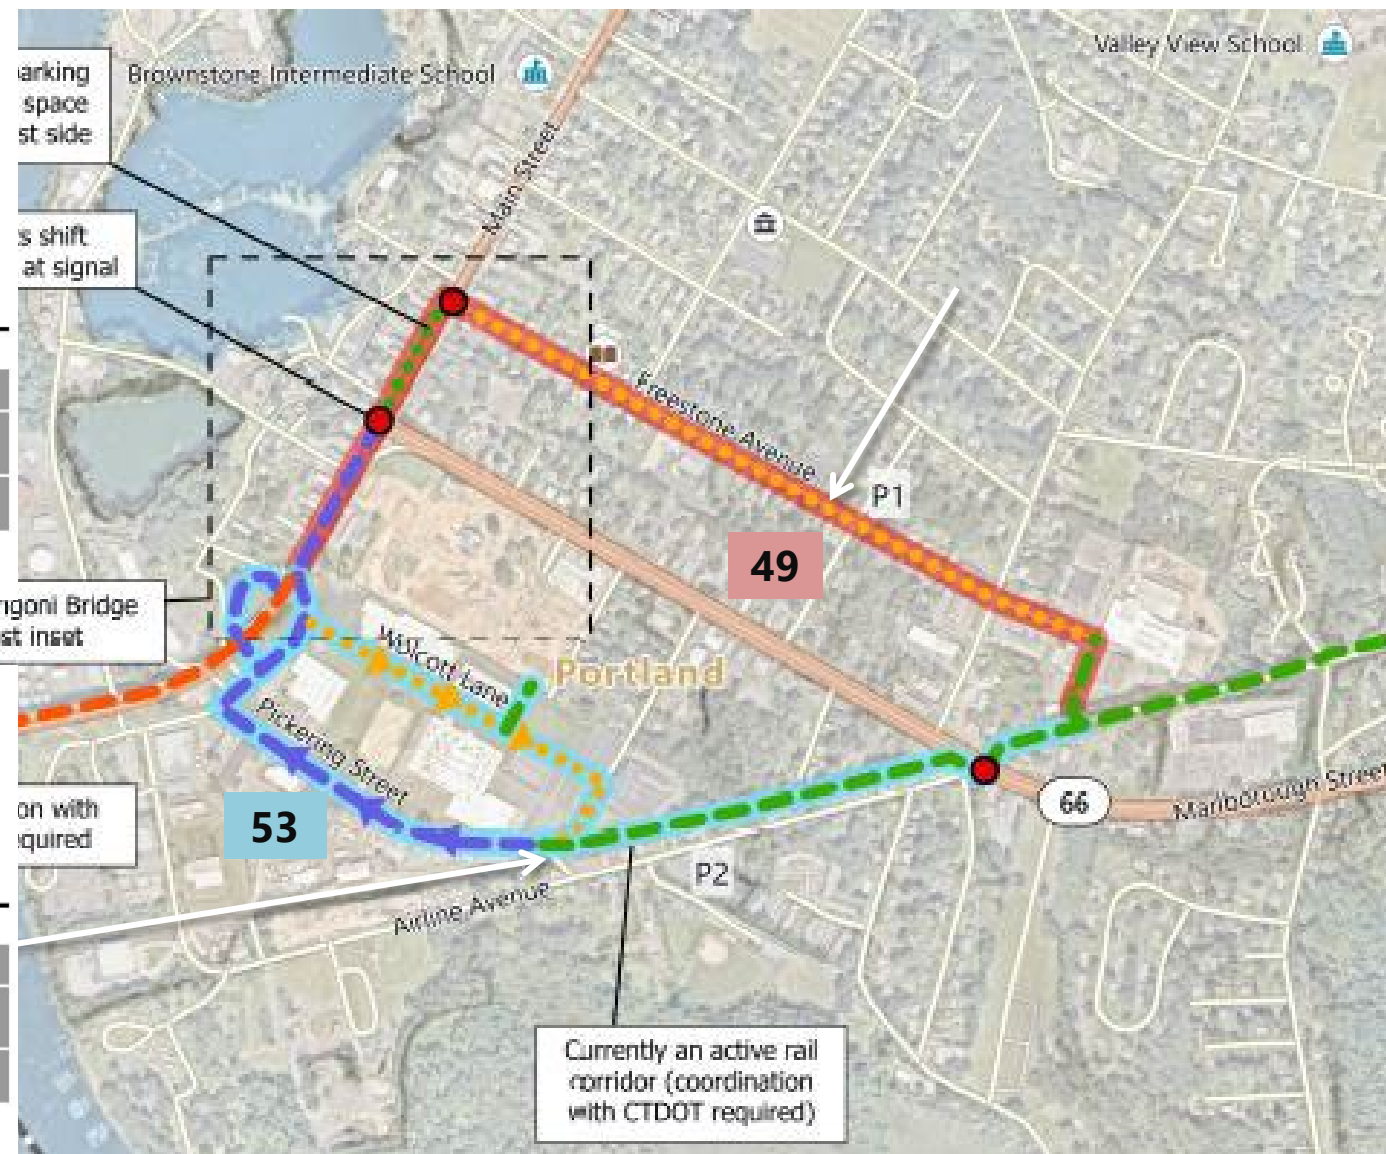 arking
space
st side
Brownstone Intermediate School
Valley View School
Main Street
s shift
at signal
Freestone Avenue
P1
49
ngoni Bridge
st inset
Wolcott Lane
Portland
Pickering Street
53
66
Marlborough Street
on with
equired
P2
Airline Avenue
Currently an active rail
corridor (coordination
with CTDOT required)